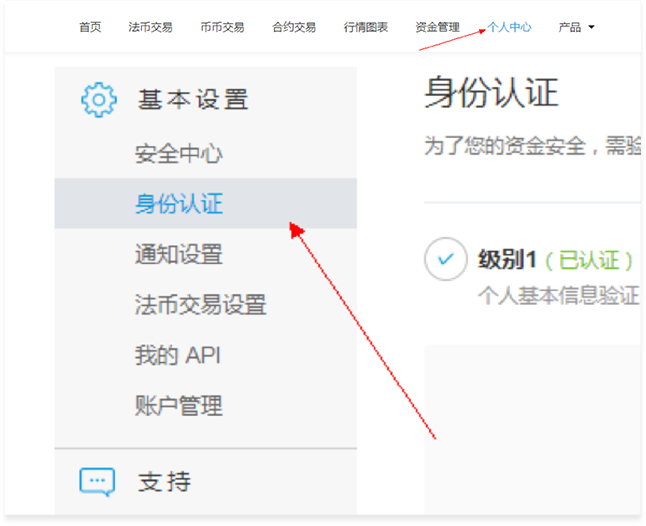 首页 法币交易 币币交易 合约交易 行情图表 资金管理 个人中心 产品
基本设置
安全中心
身份认证
通知设置
法币交易设置
我的 API
账户管理
支持
身份认证
为了您的资金安全，需验
级别1（已认证）
个人基本信息验证